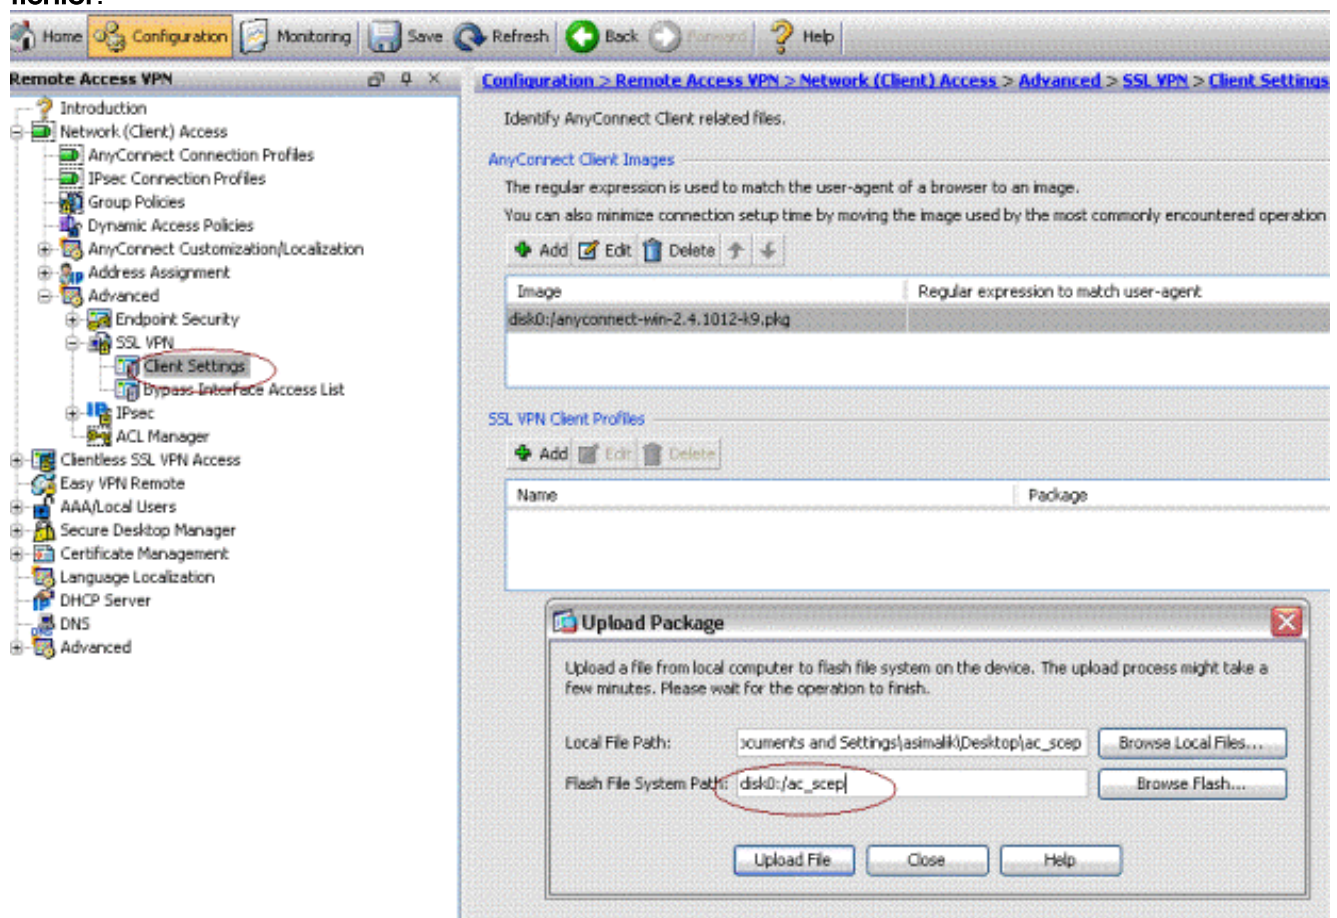 fichier.
Home Configuration Monitoring Save Refresh Back Forward Help
Remote Access VPN
Introduction
Network (Client) Access
AnyConnect Connection Profiles
IPsec Connection Profiles
Group Policies
Dynamic Access Policies
AnyConnect Customization/Localization
Address Assignment
Advanced
Endpoint Security
SSL VPN
Client Settings
Bypass Interface Access List
IPsec
ACL Manager
Clientless SSL VPN Access
Easy VPN Remote
AAA/Local Users
Secure Desktop Manager
Certificate Management
Language Localization
DHCP Server
DNS
Advanced
Configuration > Remote Access VPN > Network (Client) Access > Advanced > SSL VPN > Client Settings
Identify AnyConnect Client related files.
AnyConnect Client Images
The regular expression is used to match the user-agent of a browser to an image.
You can also minimize connection setup time by moving the image used by the most commonly encountered operation
Add Edit Delete
Image Regular expression to match user-agent
disk0:/anyconnect-win-2.4.1012-k9.pkg
SSL VPN Client Profiles
Add Edit Delete
Name Package
Upload Package
Upload a file from local computer to flash file system on the device. The upload process might take a
few minutes. Please wait for the operation to finish.
Local File Path: ocuments and Settings\asimalik\Desktop\ac_scep Browse Local Files...
Flash File System Path: disk0:/ac_scep Browse Flash...
Upload File Close Help